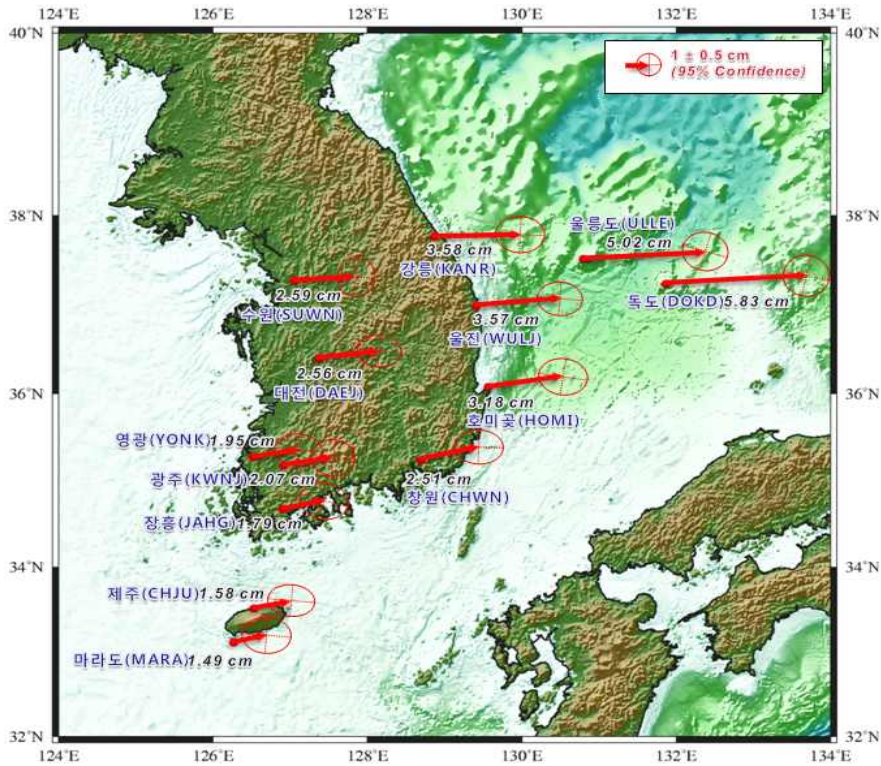 124°E 126°E 128°E 130°E 132°E 134°E
40°N 40°N
1 ± 0.5 cm
(95% Confidence)
38°N 38°N
울릉도(ULLE)
5.02 cm
3.58 cm
강릉(KANR)
2.59 cm
수원(SUWN)
독도(DOKD) 5.83 cm
3.57 cm
울진(WULJ)
2.56 cm
대전(DAEJ)
36°N 36°N
3.18 cm
호미곶(HOMI)
영광(YONK) 1.95 cm
광주(KWNJ) 2.07 cm
2.51 cm
창원(CHWN)
장흥(JAHG) 1.79 cm
34°N 34°N
제주(CHJU) 1.58 cm
마라도(MARA) 1.49 cm
32°N 32°N
124°E 126°E 128°E 130°E 132°E 134°E